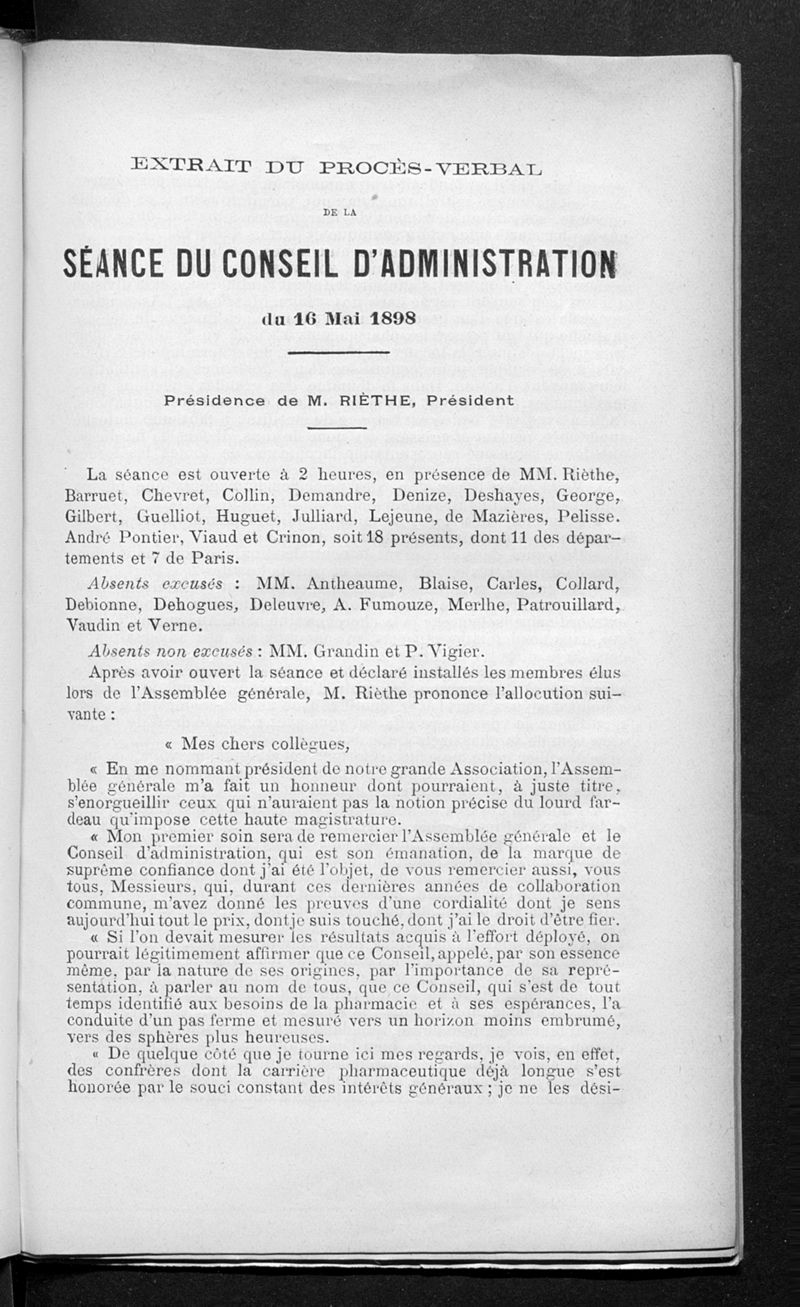 EXTRAIT DU PROCÈS-VERBAL
DE LA
SÉANCE DU CONSEIL D'ADMINISTRATION
du 16 Mai 1898
Présidence de M. RIÈTHE, Président
La séance est ouverte à 2 heures, en présence de MM. Rièthe,
Barruet, Chevret, Collin, Demandre, Denize, Deshayes, George,
Gilbert, Guelliot, Huguet, Julliard, Lejeune, de Mazières, Pelisse.
André Pontier, Viaud et Crinon, soit 18 présents, dont 11 des dépar-
tements et 7 de Paris.
Absents excusés : MM. Antheaume, Blaise, Carles, Collard,
Debionne, Dehogues, Deleuvre, A. Fumouze, Merlhe, Patrouillard,
Vaudin et Verne.
Absents non excusés : MM. Grandin et P. Vigier.
Après avoir ouvert la séance et déclaré installés les membres élus
lors de l'Assemblée générale, M. Rièthe prononce l'allocution sui-
vante :
« Mes chers collègues,
« En me nommant président de notre grande Association, l'Assem-
blée générale m'a fait un honneur dont pourraient, à juste titre,
s'enorgueillir ceux qui n'auraient pas la notion précise du lourd far-
deau qu'impose cette haute magistrature.
« Mon premier soin sera de remercier l'Assemblée générale et le
Conseil d'administration, qui est son émanation, de la marque de
suprême confiance dont j'ai été l'objet, de vous remercier aussi, vous
tous, Messieurs, qui, durant ces dernières années de collaboration
commune, m'avez donné les preuves d'une cordialité dont je sens
aujourd'hui tout le prix, dont je suis touché, dont j'ai le droit d'être fier.
« Si l'on devait mesurer les résultats acquis à l'effort déployé, on
pourrait légitimement affirmer que ce Conseil, appelé, par son essence
même, par la nature de ses origines, par l'importance de sa repré-
sentation, à parler au nom de tous, que ce Conseil, qui s'est de tout
temps identifié aux besoins de la pharmacie et à ses espérances, l'a
conduite d'un pas ferme et mesuré vers un horizon moins embrumé,
vers des sphères plus heureuses.
« De quelque côté que je tourne ici mes regards, je vois, en effet,
des confrères dont la carrière pharmaceutique déjà longue s'est
honorée par le souci constant des intérêts généraux ; je ne les dési-